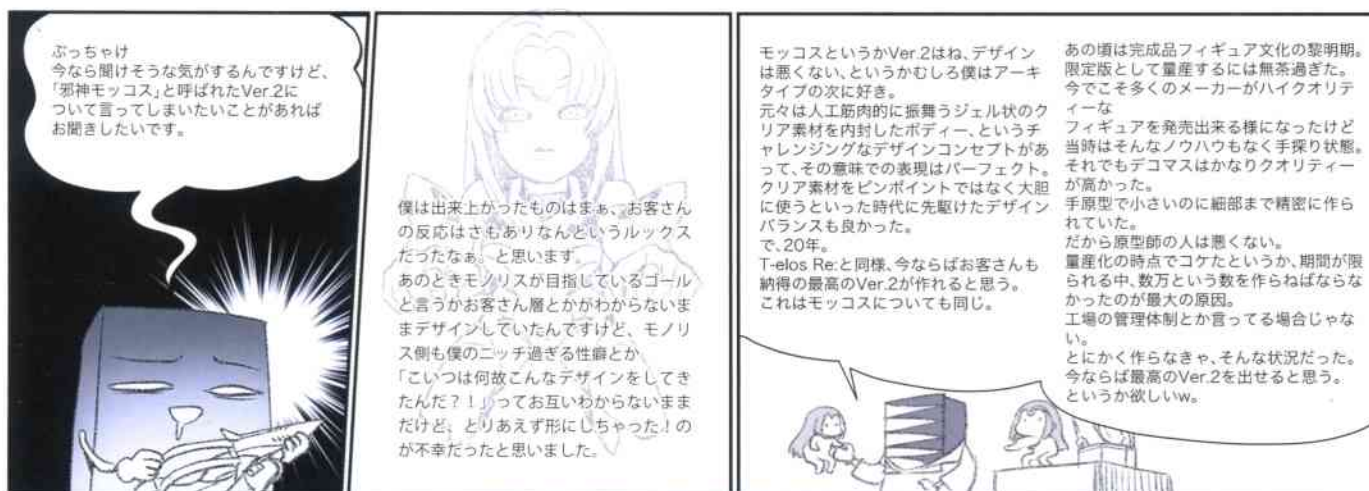 ぶっちゃけ
今なら聞けそうな気がするんですけど、
「邪神モッコス」と呼ばれたVer.2に
ついて言ってしまいたいことがあれば
お聞きしたいです。
僕は出来上がったものはまぁ、お客さん
の反応はさもありなんというルックス
だったなぁ。と思います。
あのときモノリスが目指しているゴール
と言うかお客さん層とかがわからないま
まデザインしていたんですけど、モノリ
ス側も僕のニッチ過ぎる性癖とか
「こいつは何故こんなデザインをしてき
たんだ？！」ってお互いわからないまま
だけど、とりあえず形にしちゃった！の
が不幸だったと思いました。
モッコスというかVer.2はね、デザイン
は悪くない、というかむしろ僕はアーキ
タイプの次に好き。
元々は人工筋肉的に振舞うジェル状のク
リア素材を内封したボディー、というチ
ャレンジングなデザインコンセプトがあ
って、その意味での表現はパーフェクト。
クリア素材をピンポイントではなく大胆
に使うといった時代に先駆けたデザイン
バランスも良かった。
で、20年。
T-elos Re:と同様、今ならばお客さんも
納得の最高のVer.2が作れると思う。
これはモッコスについても同じ。
あの頃は完成品フィギュア文化の黎明期。
限定版として量産するには無茶過ぎた。
今でこそ多くのメーカーがハイクオリテ
ィーな
フィギュアを発売出来る様になったけど
当時はそんなノウハウもなく手探り状態。
それでもデコマスはかなりクオリティー
が高かった。
手原型で小さいのに細部まで精密に作ら
れていた。
だから原型師の人は悪くない。
量産化の時点でコケたというか、期間が限
られる中、数万という数を作らねばならな
かったのが最大の原因。
工場の管理体制とか言ってる場合じゃな
い。
とにかく作らなきゃ、そんな状況だった。
今ならば最高のVer.2を出せると思う。
というか欲しいw。